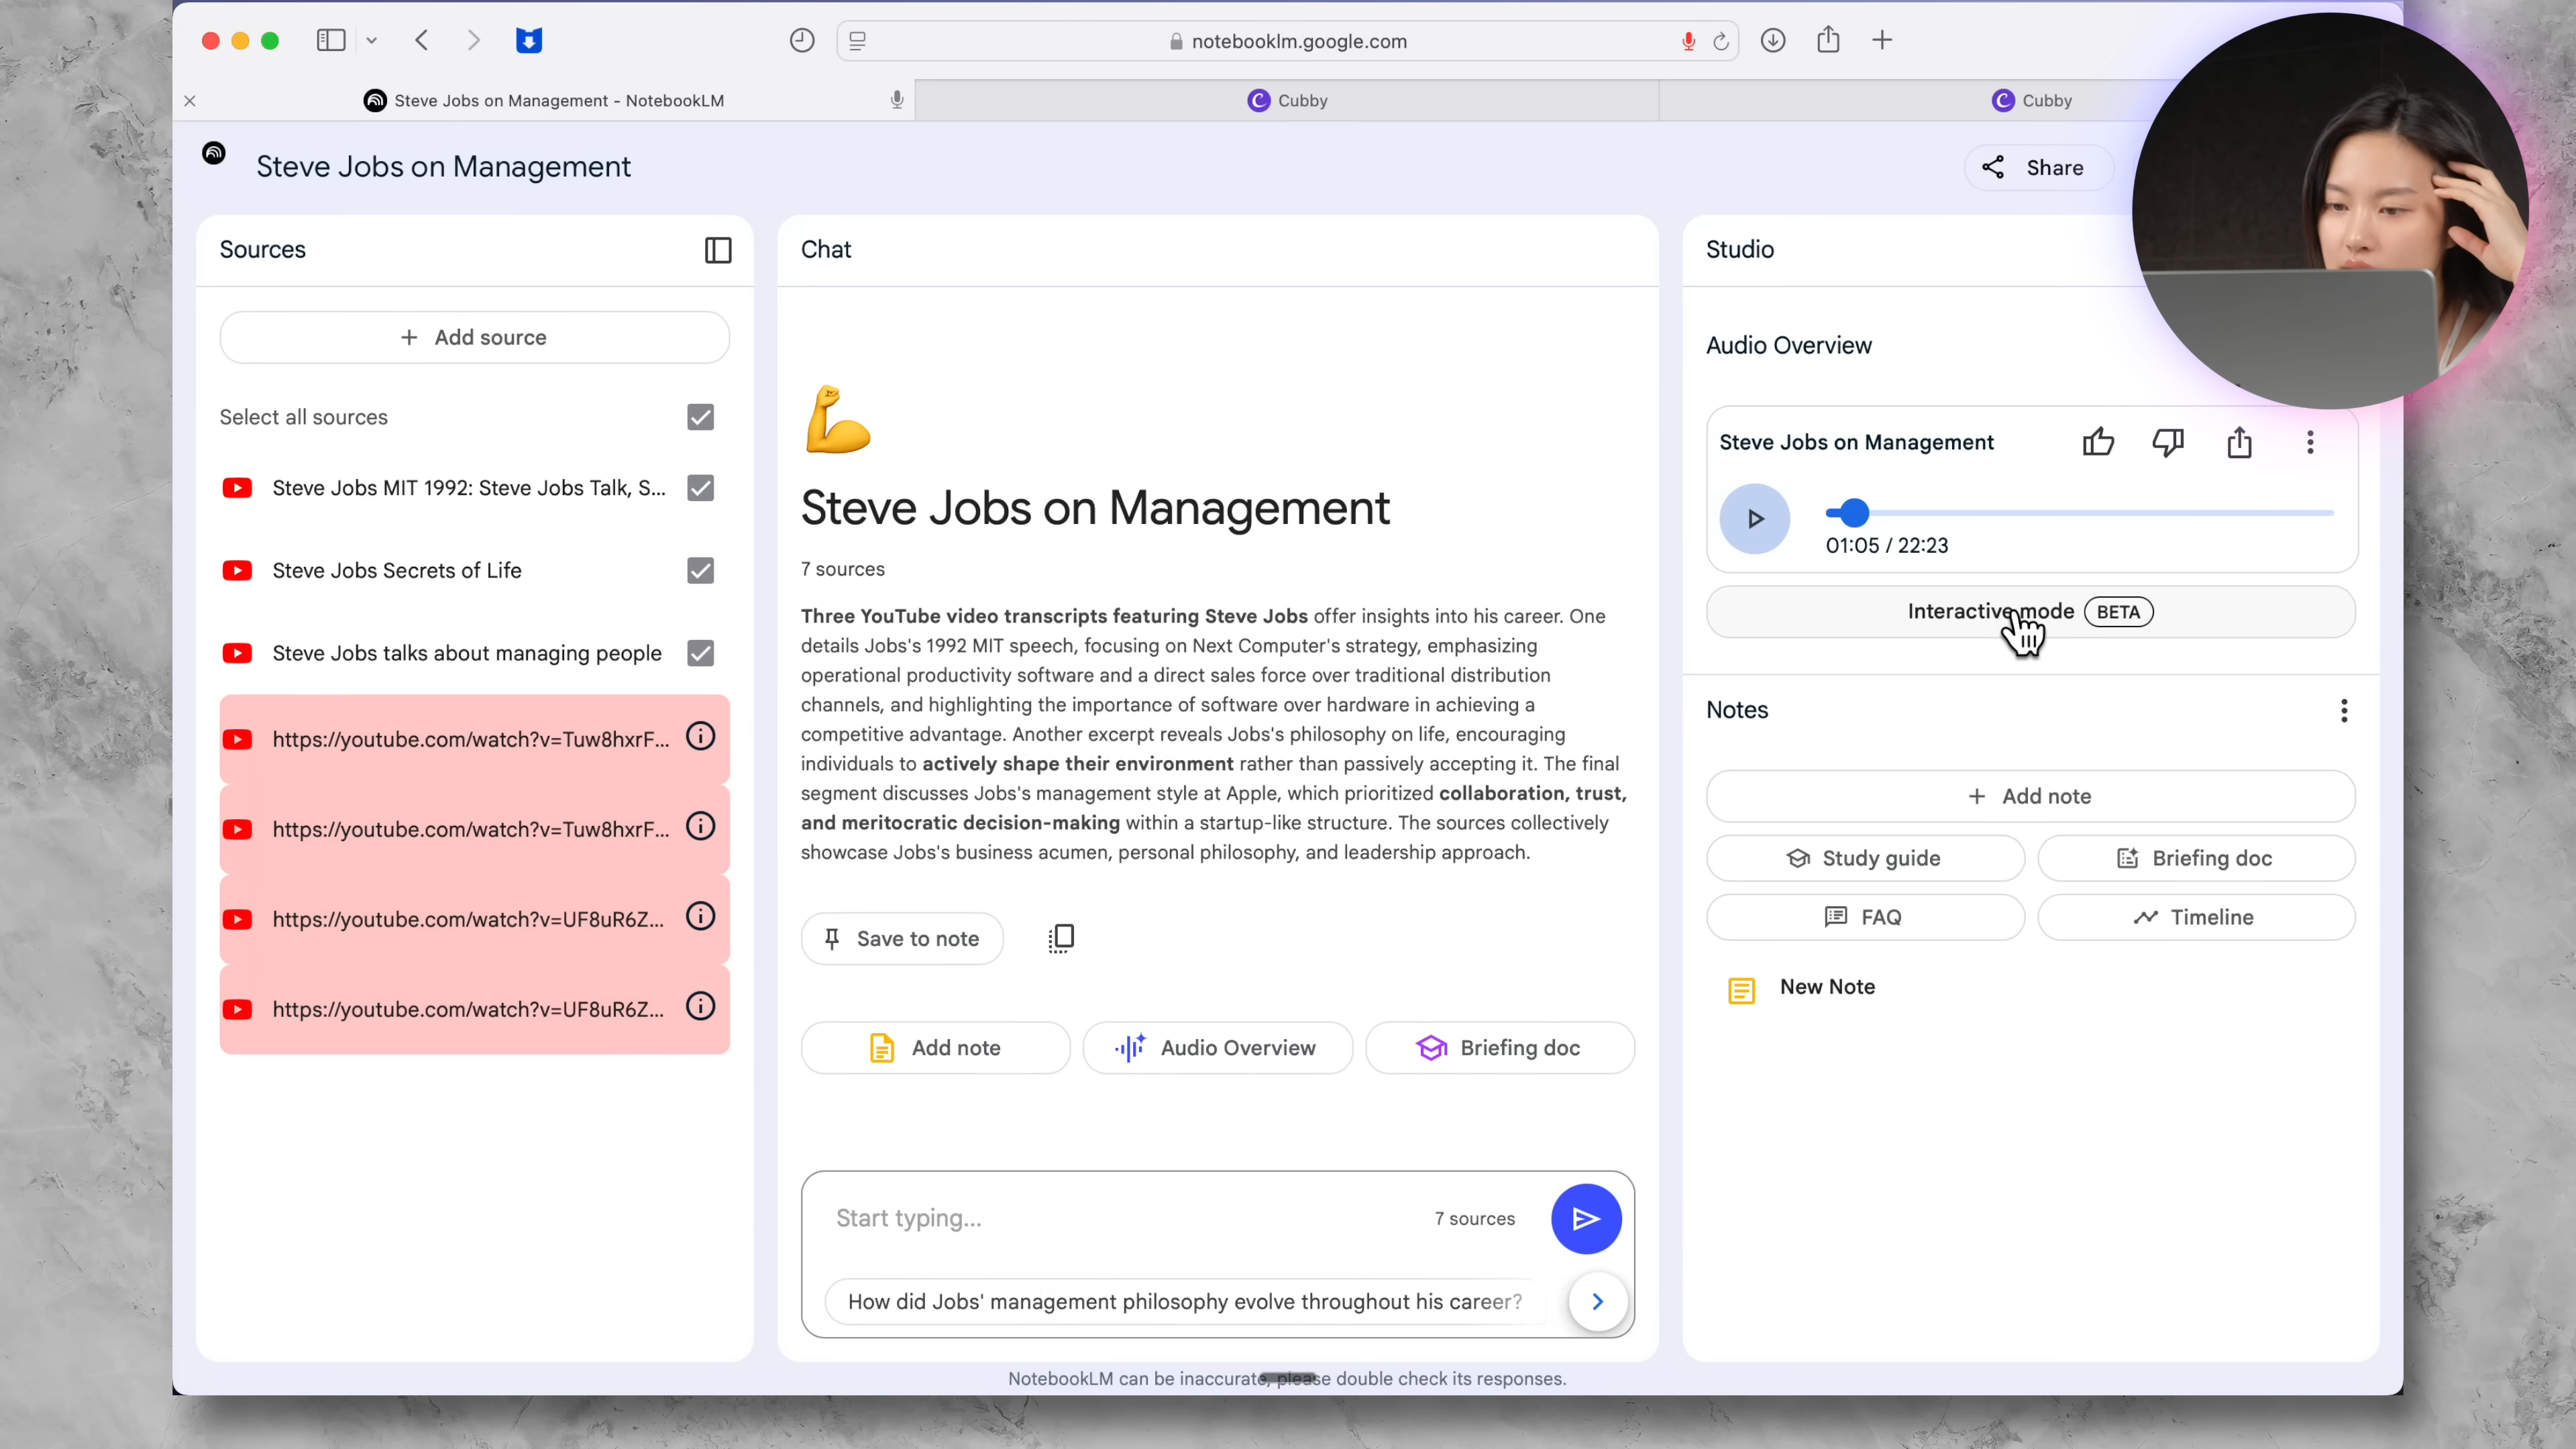 notebooklm.google.com
Steve Jobs on Management - NotebookLM
Cubby
Cubby
Steve Jobs on Management
Share
Sources
Add source
Select all sources
Steve Jobs MIT 1992: Steve Jobs Talk, S...
Steve Jobs Secrets of Life
Steve Jobs talks about managing people
https://youtube.com/watch?v=Tuw8hxrF...
https://youtube.com/watch?v=Tuw8hxrF...
https://youtube.com/watch?v=UF8uR6Z...
https://youtube.com/watch?v=UF8uR6Z...
Chat
Steve Jobs on Management
7 sources
Three YouTube video transcripts featuring Steve Jobs offer insights into his career. One
details Jobs's 1992 MIT speech, focusing on Next Computer's strategy, emphasizing
operational productivity software and a direct sales force over traditional distribution
channels, and highlighting the importance of software over hardware in achieving a
competitive advantage. Another excerpt reveals Jobs's philosophy on life, encouraging
individuals to actively shape their environment rather than passively accepting it. The final
segment discusses Jobs's management style at Apple, which prioritized collaboration, trust,
and meritocratic decision-making within a startup-like structure. The sources collectively
showcase Jobs's business acumen, personal philosophy, and leadership approach.
Save to note
Add note
Audio Overview
Briefing doc
Start typing...
7 sources
How did Jobs' management philosophy evolve throughout his career?
Studio
Audio Overview
Steve Jobs on Management
01:05 / 22:23
Interactive mode BETA
Notes
Add note
Study guide
Briefing doc
FAQ
Timeline
New Note
NotebookLM can be inaccurate, please double check its responses.